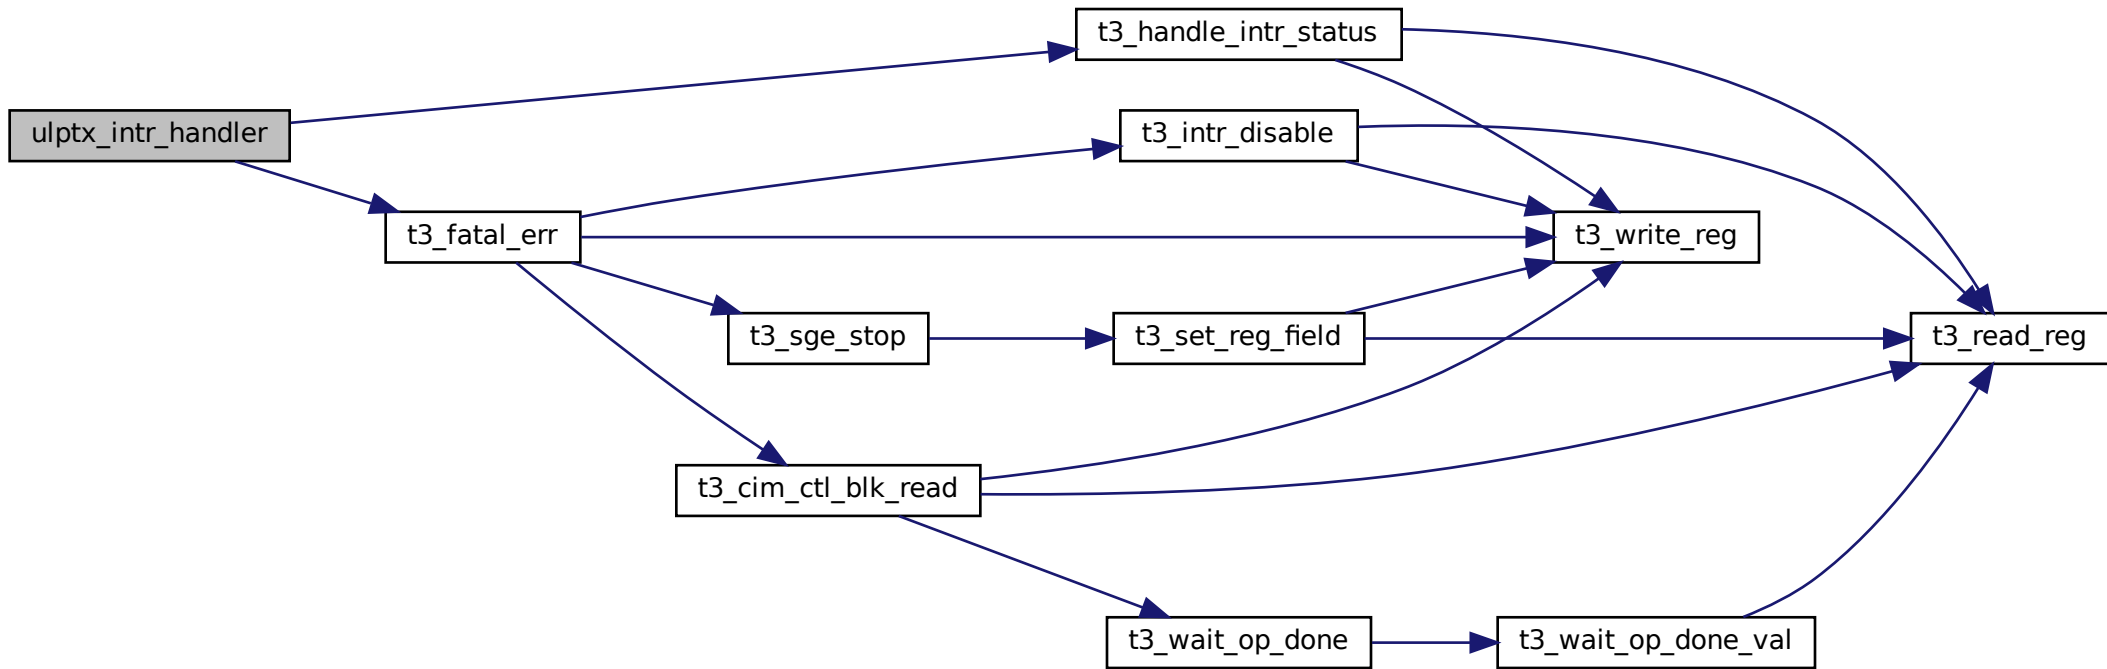 t3_handle_intr_status
ulptx_intr_handler
t3_intr_disable
t3_fatal_err
t3_write_reg
t3_sge_stop
t3_set_reg_field
t3_read_reg
t3_cim_ctl_blk_read
t3_wait_op_done
t3_wait_op_done_val